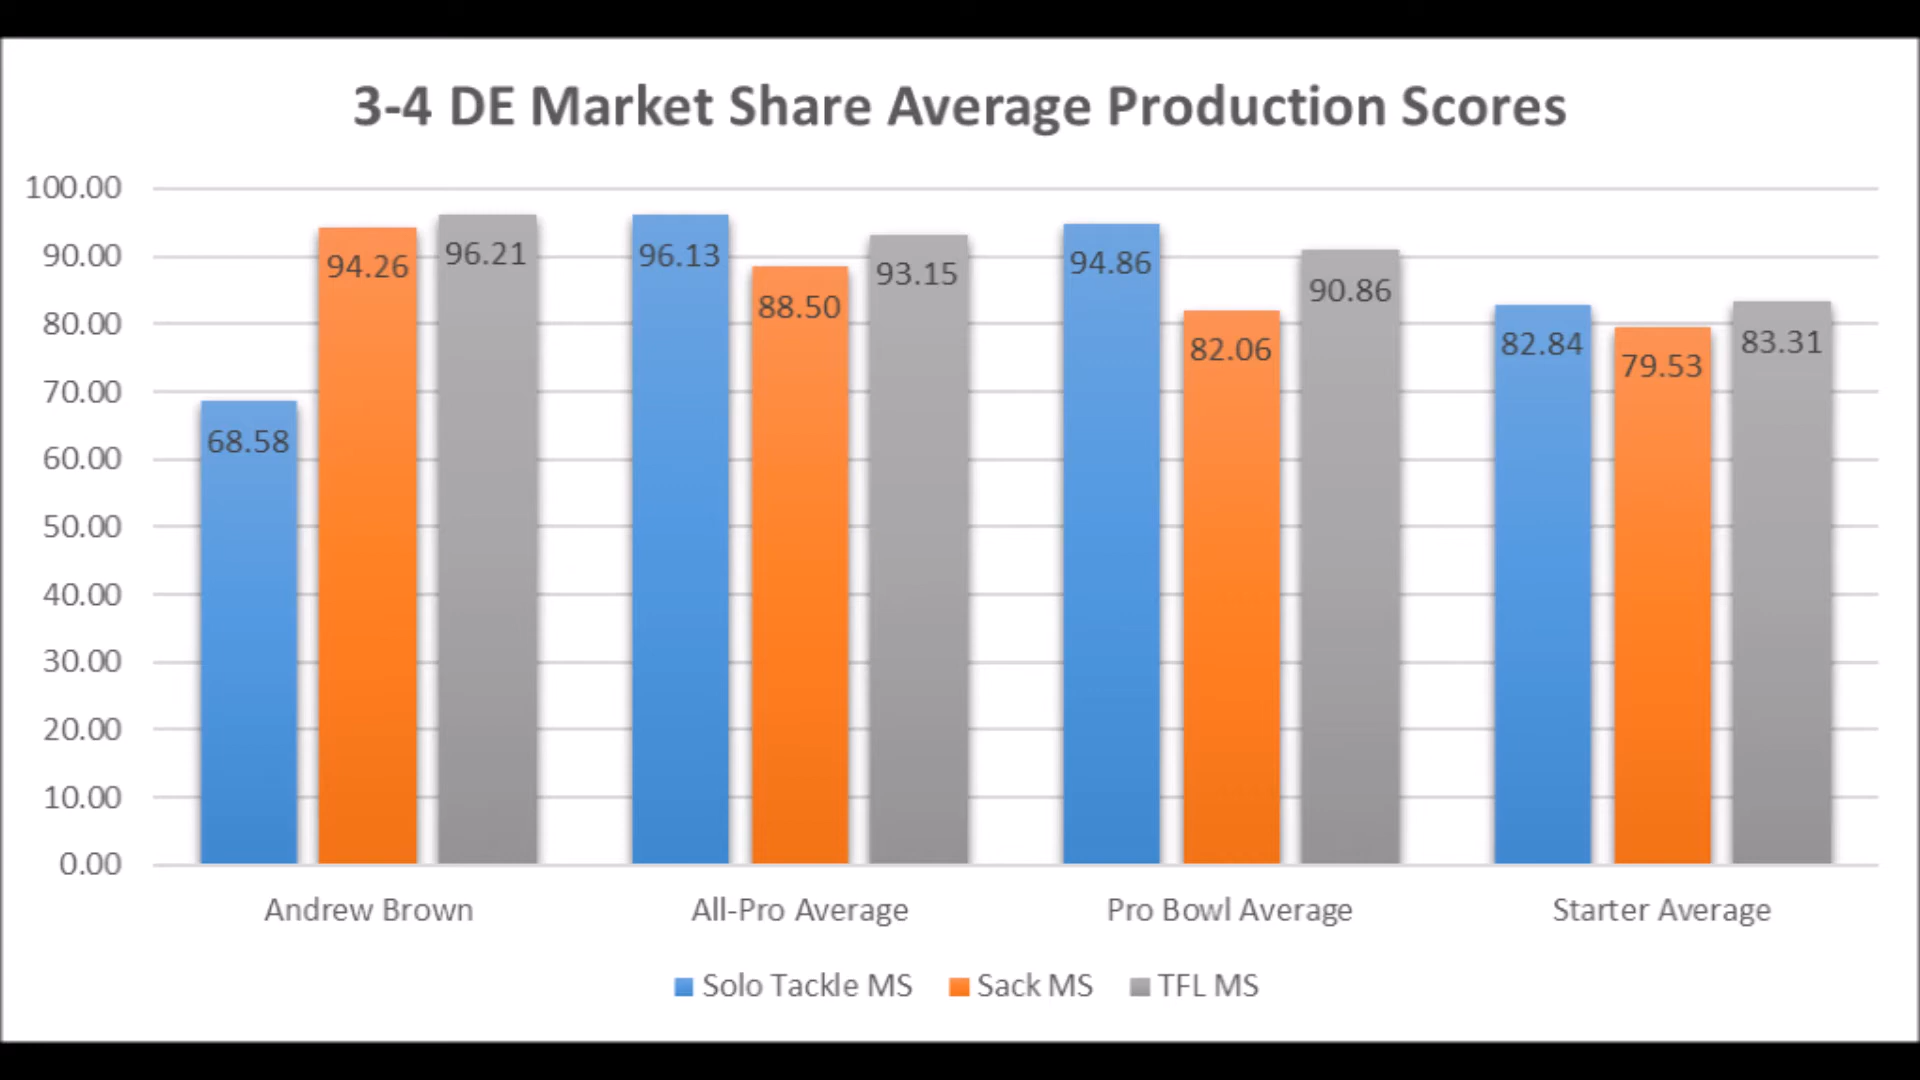 3-4 DE Market Share Average Production Scores
100.00
90.00
80.00
70.00
60.00
50.00
40.00
30.00
20.00
10.00
0.00
68.58 94.26 96.21
96.13 88.50 93.15
94.86 82.06 90.86
82.84 79.53 83.31
Andrew Brown All-Pro Average Pro Bowl Average Starter Average
Solo Tackle MS Sack MS TFL MS